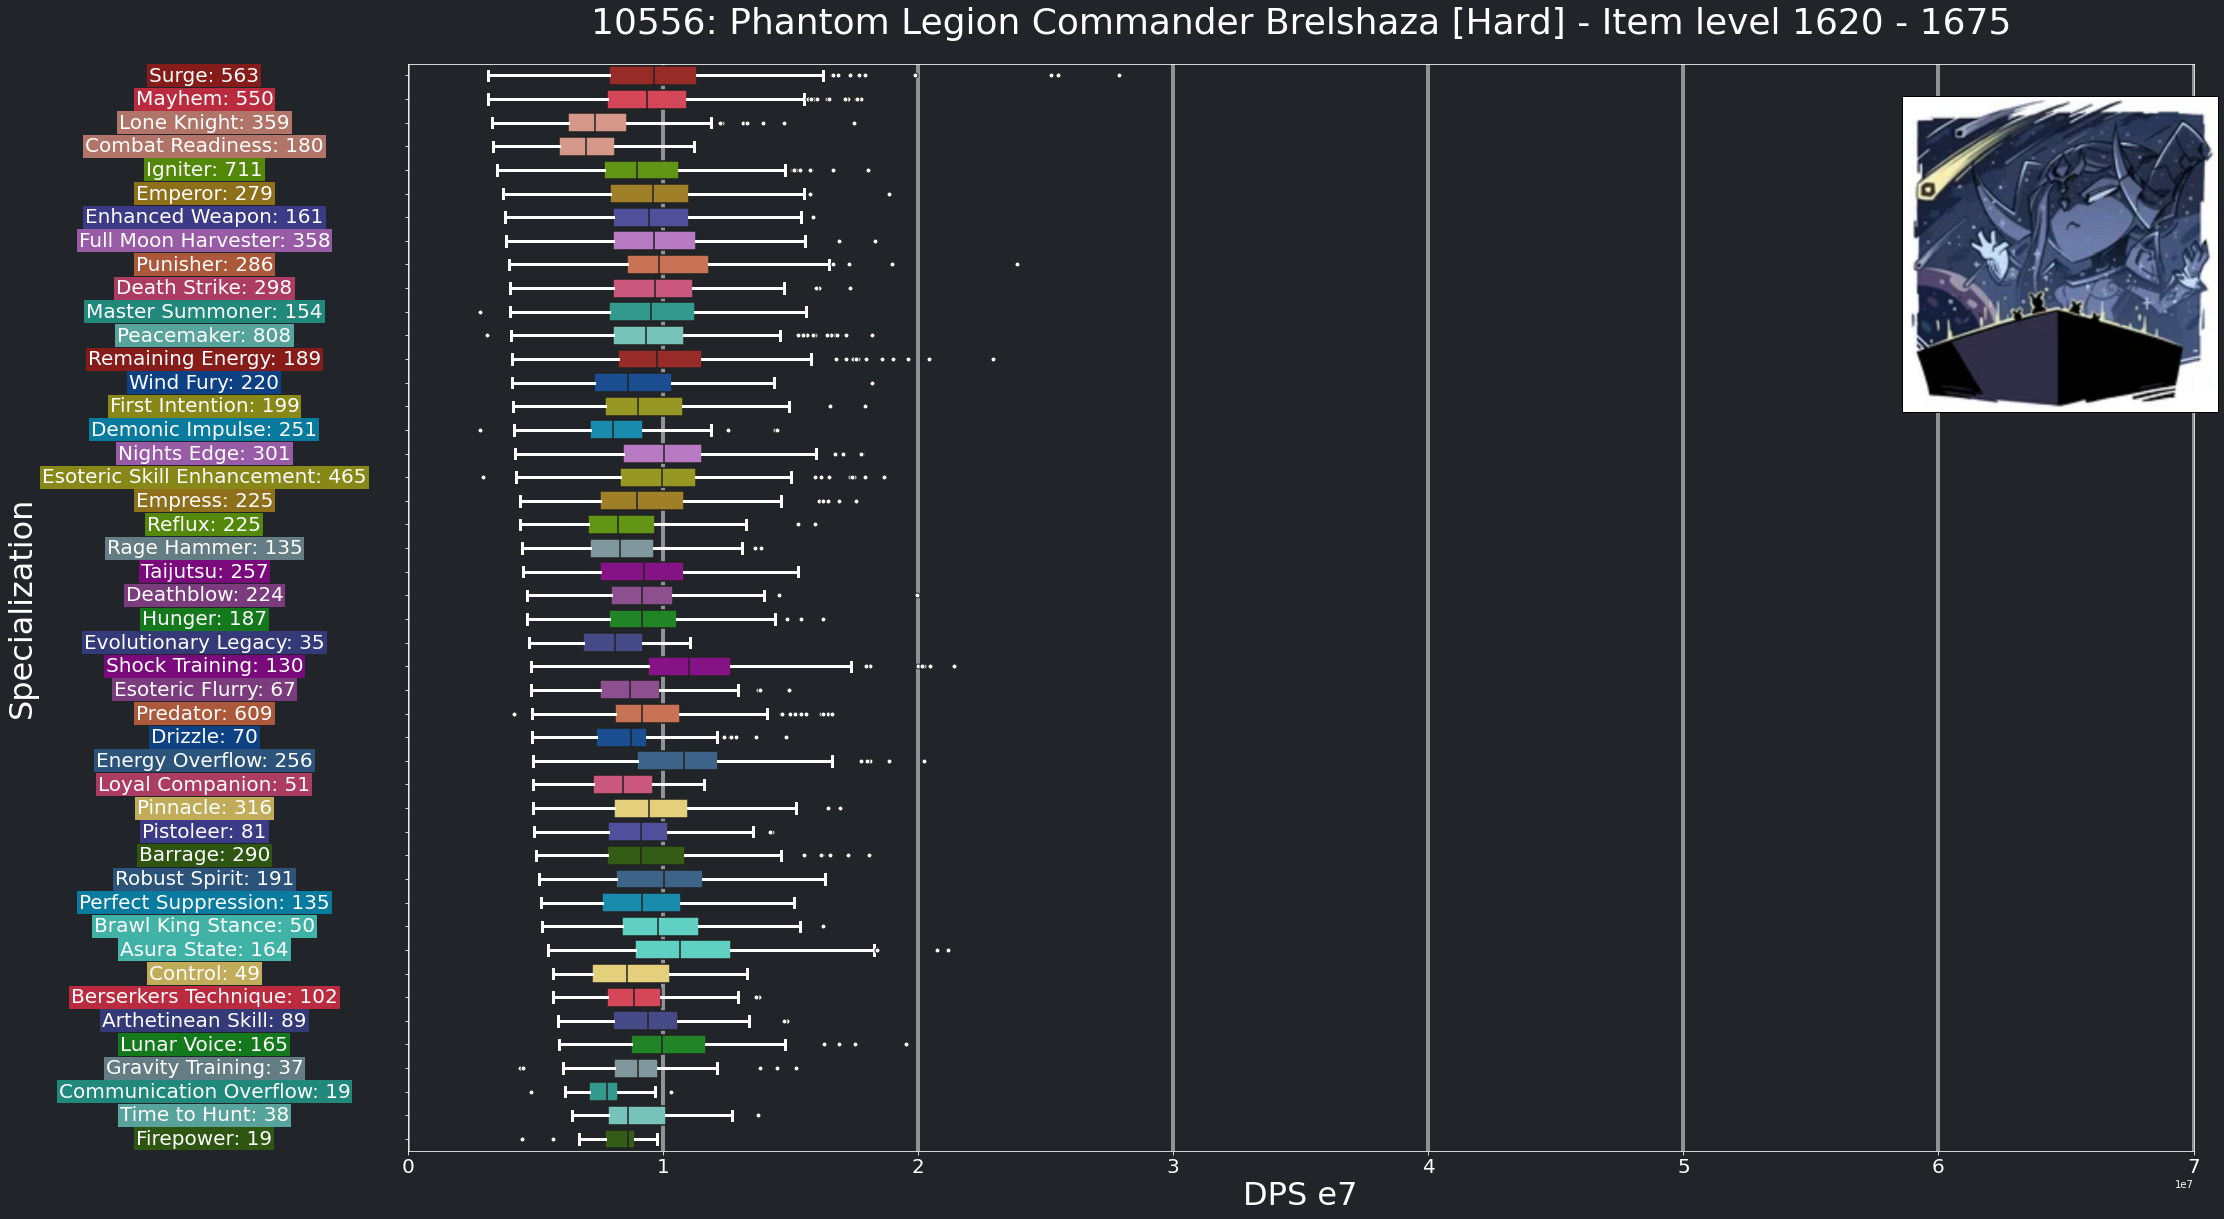 10556: Phantom Legion Commander Brelshaza [Hard] - Item level 1620 - 1675
Surge: 563
Mayhem: 550
Lone Knight: 359
Combat Readiness: 180
Igniter: 711
Emperor: 279
Enhanced Weapon: 161
Full Moon Harvester: 358
Punisher: 286
Death Strike: 298
Master Summoner: 154
Peacemaker: 808
Remaining Energy: 189
Wind Fury: 220
First Intention: 199
Demonic Impulse: 251
Nights Edge: 301
Esoteric Skill Enhancement: 465
Empress: 225
Reflux: 225
Rage Hammer: 135
Taijutsu: 257
Deathblow: 224
Hunger: 187
Evolutionary Legacy: 35
Shock Training: 130
Esoteric Flurry: 67
Predator: 609
Drizzle: 70
Energy Overflow: 256
Loyal Companion: 51
Pinnacle: 316
Pistoleer: 81
Barrage: 290
Robust Spirit: 191
Perfect Suppression: 135
Brawl King Stance: 50
Asura State: 164
Control: 49
Berserkers Technique: 102
Arthetinean Skill: 89
Lunar Voice: 165
Gravity Training: 37
Communication Overflow: 19
Time to Hunt: 38
Firepower: 19
Specialization
0 1 2 3 4 5 6 7
1e7
DPS e7